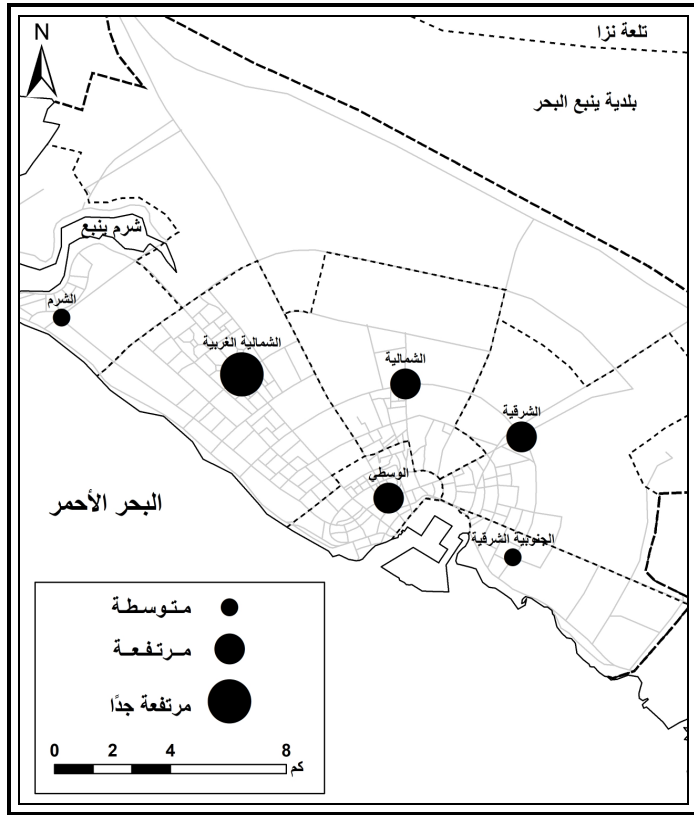 تلعة نزا
N
بلدية ينبع البحر
شرم ينبع
الشرم
الشمالية الغربية
الشمالية
الشرقية
الوسطي
البحر الأحمر
الجنوبية الشرقية
متوسطة
مرتفعة
مرتفعة جدًا
0 2 4 8
كم